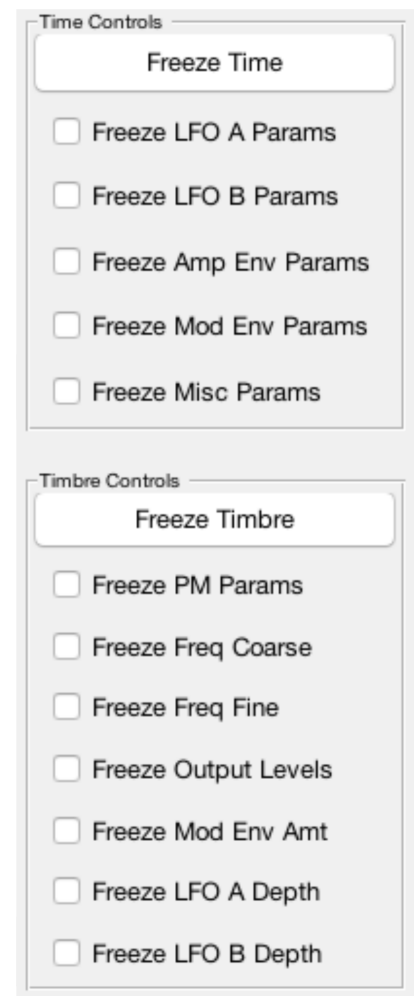 Time Controls
Freeze Time
Freeze LFO A Params
Freeze LFO B Params
Freeze Amp Env Params
Freeze Mod Env Params
Freeze Misc Params
Timbre Controls
Freeze Timbre
Freeze PM Params
Freeze Freq Coarse
Freeze Freq Fine
Freeze Output Levels
Freeze Mod Env Amt
Freeze LFO A Depth
Freeze LFO B Depth